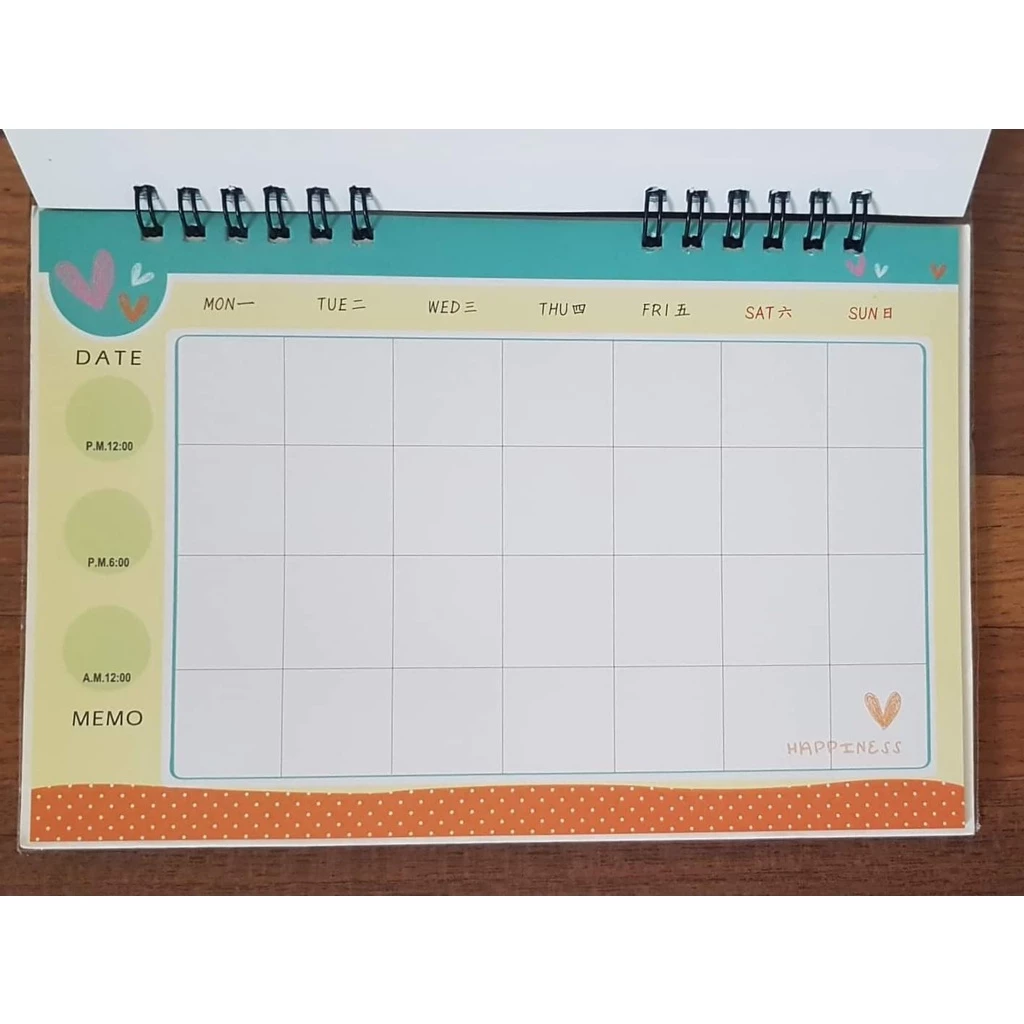 MON一 TUE二 WED三 THU四 FRI五 SAT六 SUN日
DATE
P.M.12:00
P.M.6:00
A.M.12:00
MEMO
HAPPINESS